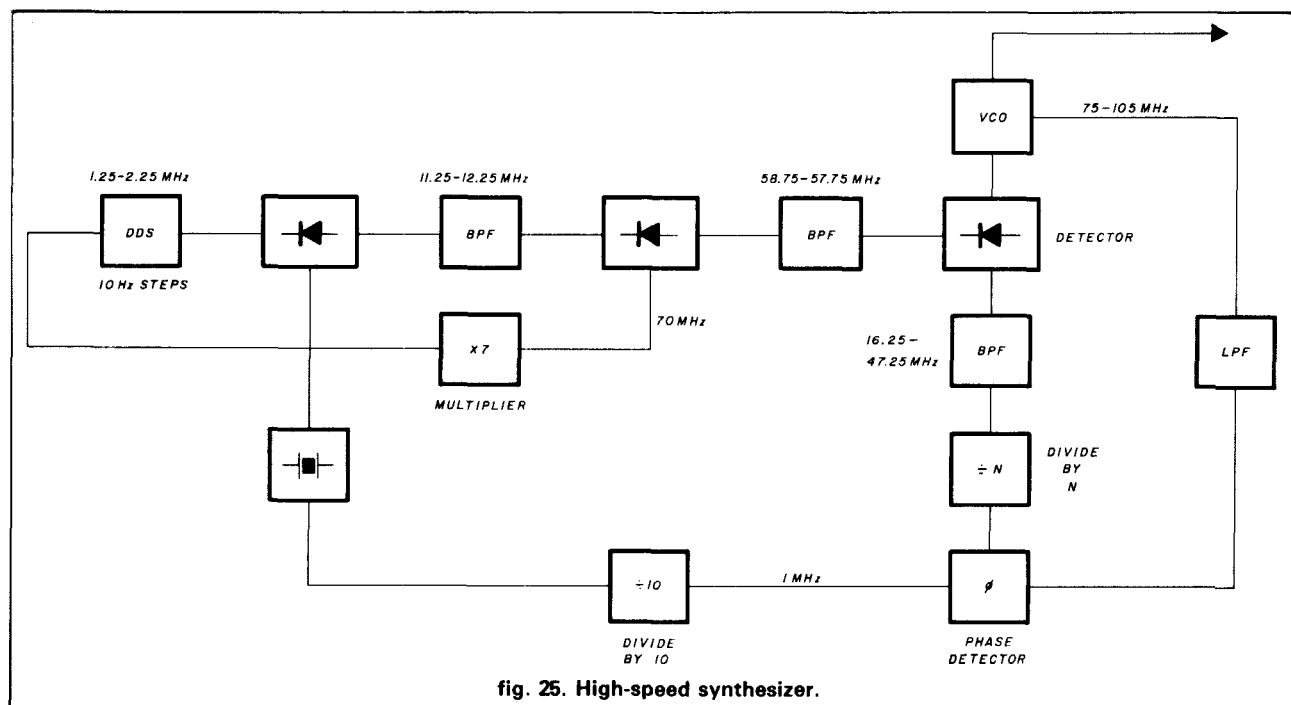 VCO
75-105 MHz
1.25-2.25 MHz
11.25-12.25 MHz
58.75-57.75 MHz
DDS
BPF
BPF
DETECTOR
10 Hz STEPS
70 MHz
X7
MULTIPLIER
16.25-
47.25 MHz
BPF
LPF
÷ N
DIVIDE
BY
N
÷10
1 MHz
φ
DIVIDE
BY 10
PHASE
DETECTOR
fig. 25. High-speed synthesizer.